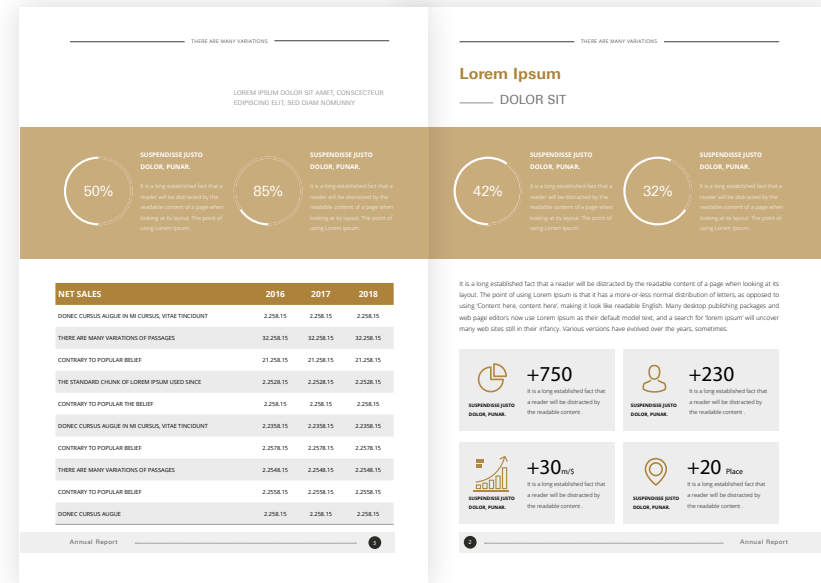 THERE ARE MANY VARIATIONS
LOREM IPSUM DOLOR SIT AMET, CONSCECTEUR
EDIPISCING ELIT, SED DIAM NOMUNNY
50%
SUSPENDISSE JUSTO
DOLOR, PUNAR.
It is a long established fact that a
reader will be distracted by the
readable content of a page when
looking at its layout. The point of
using Lorem Ipsum
85%
SUSPENDISSE JUSTO
DOLOR, PUNAR.
It is a long established fact that a
reader will be distracted by the
readable content of a page when
looking at its layout. The point of
using Lorem Ipsum
NET SALES 2016 2017 2018
DONEC CURSUS AUGUE IN MI CURSUS, VITAE TINCIDUNT 2.258.15 2.258.15 2.258.15
THERE ARE MANY VARIATIONS OF PASSAGES 32.258.15 32.258.15 32.258.15
CONTRARY TO POPULAR BELIEF 21.258.15 21.258.15 21.258.15
THE STANDARD CHUNK OF LOREM IPSUM USED SINCE 2.2528.15 2.2528.15 2.2528.15
CONTRARY TO POPULAR THE BELIEF 2.258.15 2.258.15 2.258.15
DONEC CURSUS AUGUE IN MI CURSUS, VITAE TINCIDUNT 2.2358.15 2.2358.15 2.2358.15
CONTRARY TO POPULAR BELIEF 2.2578.15 2.2578.15 2.2578.15
THERE ARE MANY VARIATIONS OF PASSAGES 2.2548.15 2.2548.15 2.2548.15
CONTRARY TO POPULAR BELIEF 2.2558.15 2.2558.15 2.2558.15
DONEC CURSUS AUGUE 2.258.15 2.258.15 2.258.15
Annual Report 3
THERE ARE MANY VARIATIONS
Lorem Ipsum
DOLOR SIT
42%
SUSPENDISSE JUSTO
DOLOR, PUNAR.
It is a long established fact that a
reader will be distracted by the
readable content of a page when
looking at its layout. The point of
using Lorem Ipsum
32%
SUSPENDISSE JUSTO
DOLOR, PUNAR.
It is a long established fact that a
reader will be distracted by the
readable content of a page when
looking at its layout. The point of
using Lorem Ipsum
It is a long established fact that a reader will be distracted by the readable content of a page when looking at its
layout. The point of using Lorem Ipsum is that it has a more-or-less normal distribution of letters, as opposed to
using 'Content here, content here', making it look like readable English. Many desktop publishing packages and
web page editors now use Lorem Ipsum as their default model text, and a search for 'lorem ipsum' will uncover
many web sites still in their infancy. Various versions have evolved over the years, sometimes.
+750
It is a long established fact that
a reader will be distracted by
the readable content .
SUSPENDISSE JUSTO
DOLOR, PUNAR.
+230
It is a long established fact that
a reader will be distracted by
the readable content .
SUSPENDISSE JUSTO
DOLOR, PUNAR.
+30m/$
It is a long established fact that
a reader will be distracted by
the readable content .
SUSPENDISSE JUSTO
DOLOR, PUNAR.
+20 Place
It is a long established fact that
a reader will be distracted by
the readable content .
SUSPENDISSE JUSTO
DOLOR, PUNAR.
2 Annual Report